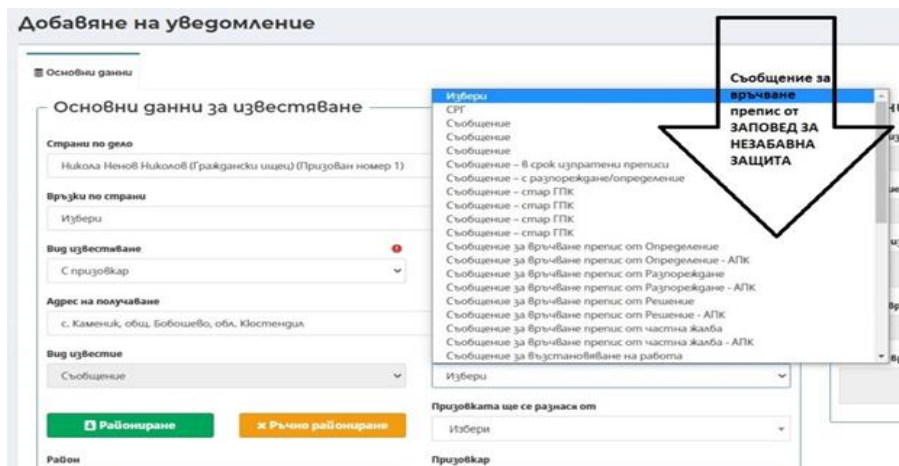 Добавяне на уведомление
Основни данни
Основни данни за известяване
Страни по дело
Никола Ненов Николов (Граждански ищец) (Призован номер 1)
Връзки по страни
Избери
Вид известяване
С призовкар
Адрес на получаване
с. Каменик, общ. Бобошево, обл. Кюстендил
Вид известие
Съобщение
Райониране
Ръчно райониране
Район
Избери
СРГ
Съобщение
Съобщение
Съобщение
Съобщение – в срок изпратени преписи
Съобщение – с разпореждане/определение
Съобщение – стар ГПК
Съобщение – стар ГПК
Съобщение – стар ГПК
Съобщение за връчване препис от Определение
Съобщение за връчване препис от Определение - АПК
Съобщение за връчване препис от Разпореждане
Съобщение за връчване препис от Разпореждане - АПК
Съобщение за връчване препис от Решение
Съобщение за връчване препис от Решение - АПК
Съобщение за връчване препис от частна жалба
Съобщение за връчване препис от частна жалба - АПК
Съобщение за възстановяване на работа
Избери
Призовката ще се разнася от
Избери
Призовкар
Съобщение за
връчване
препис от
ЗАПОВЕД ЗА
НЕЗАБАВНА
ЗАЩИТА